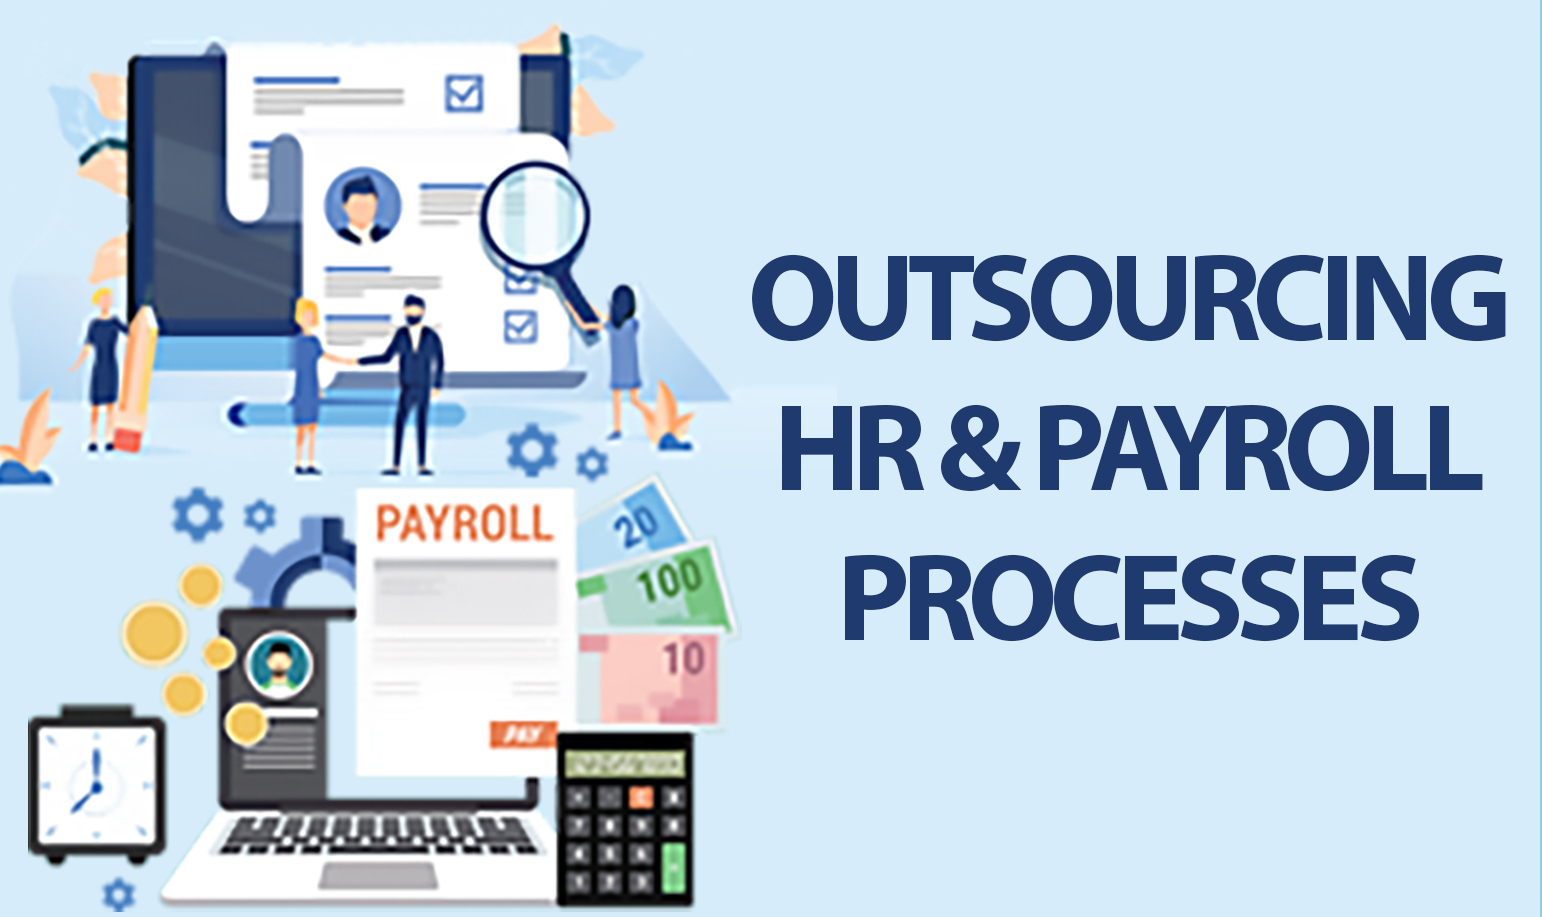 OUTSOURCING
HR & PAYROLL
PROCESSES
PAYROLL
20
100
10
PAY